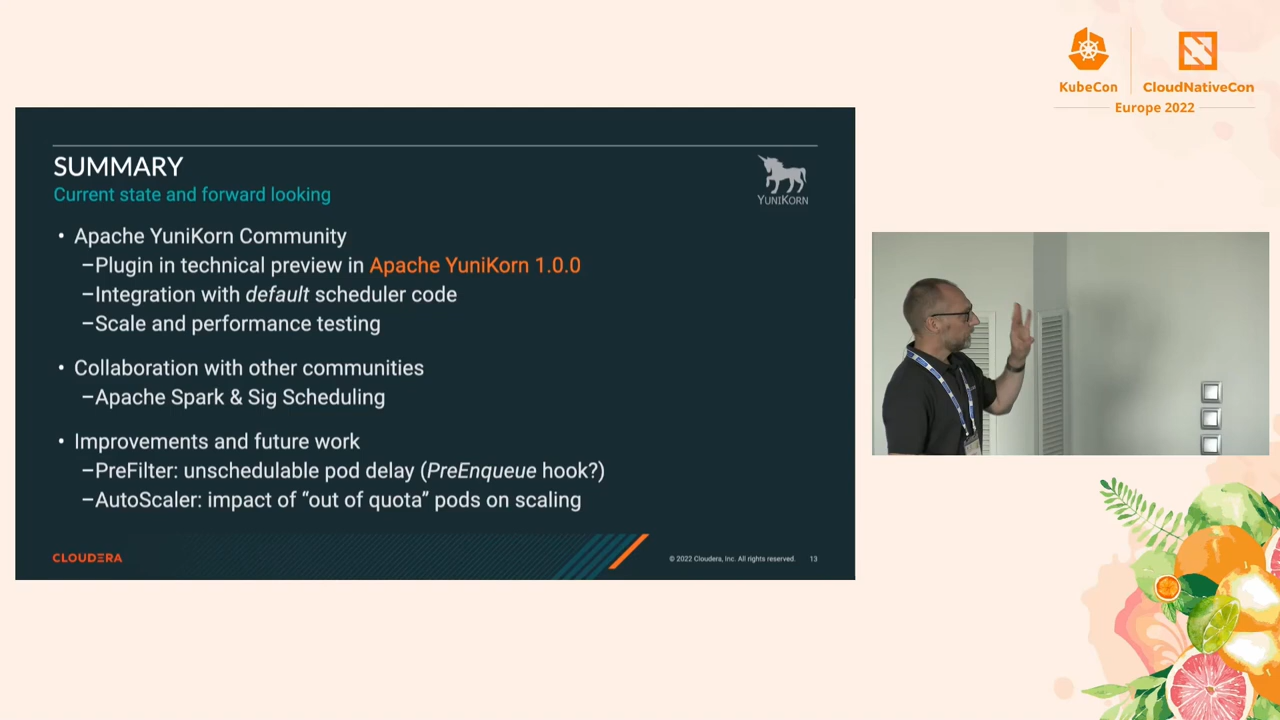 KubeCon
CloudNativeCon
Europe 2022
SUMMARY
Current state and forward looking
YUNIKORN
• Apache YuniKorn Community
–Plugin in technical preview in Apache YuniKorn 1.0.0
–Integration with default scheduler code
–Scale and performance testing
• Collaboration with other communities
–Apache Spark & Sig Scheduling
• Improvements and future work
–PreFilter: unschedulable pod delay (PreEnqueue hook?)
–AutoScaler: impact of “out of quota” pods on scaling
CLOUDERA
© 2022 Cloudera, Inc. All rights reserved. 13